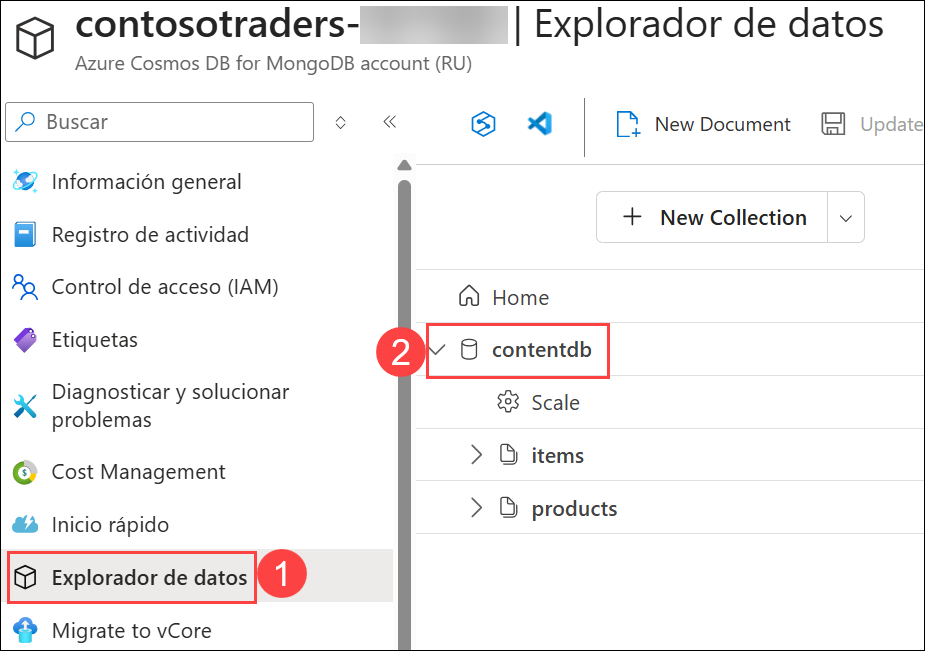 contosotraders- | Explorador de datos
Azure Cosmos DB for MongoDB account (RU)
Buscar
New Document
Update
Información general
Registro de actividad
Control de acceso (IAM)
Etiquetas
Diagnosticar y solucionar
problemas
Cost Management
Inicio rápido
Explorador de datos
1
Migrate to vCore
New Collection
Home
2
contentdb
Scale
items
products